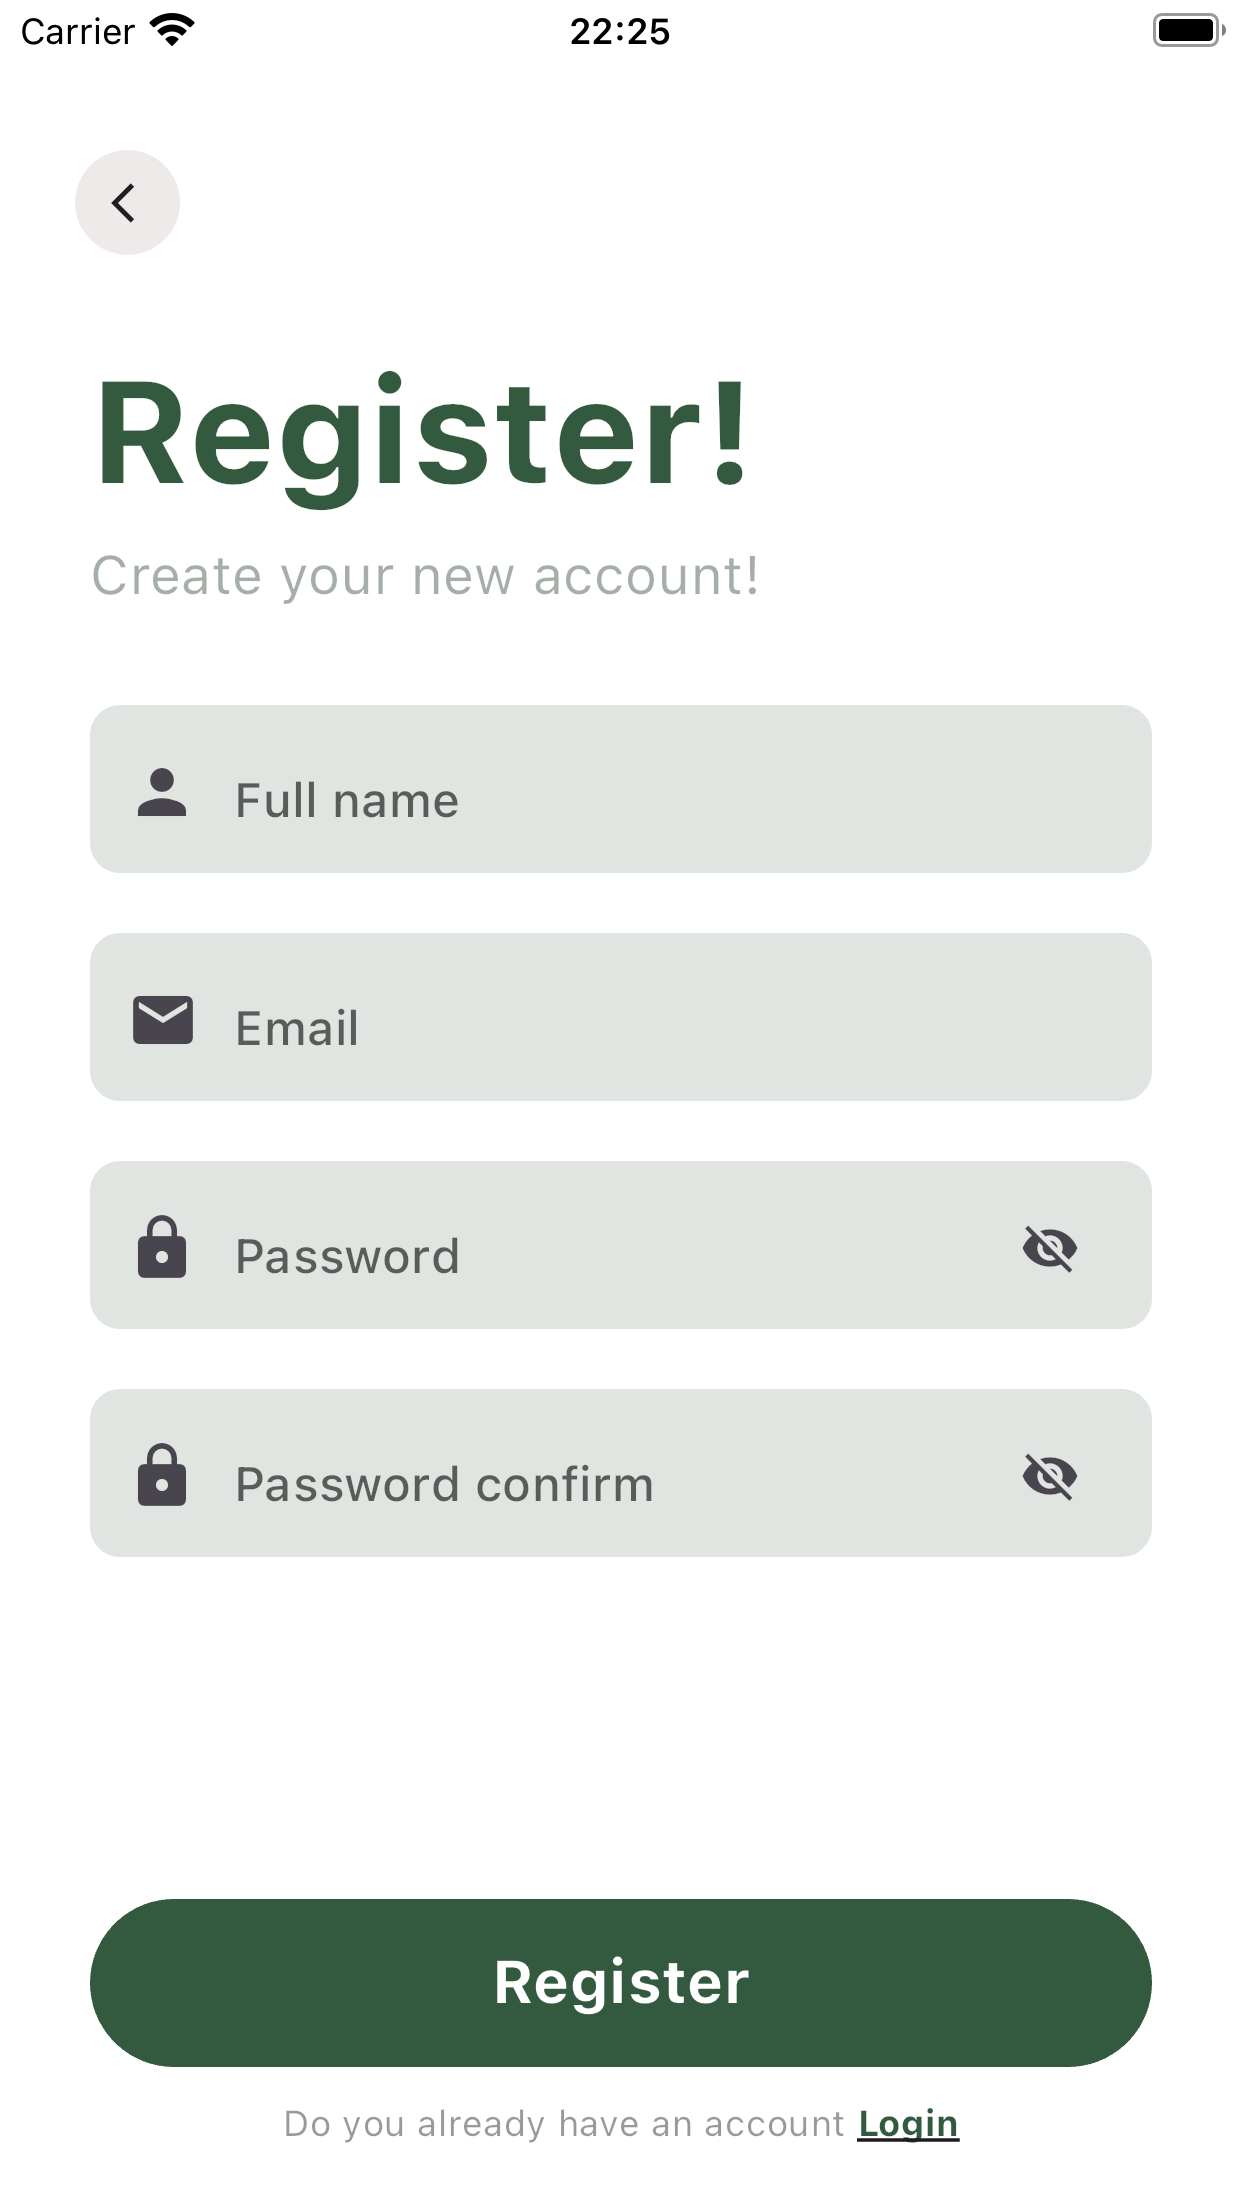 Carrier 22:25
Register!
Create your new account!
Full name
Email
Password
Password confirm
Register
Do you already have an account Login